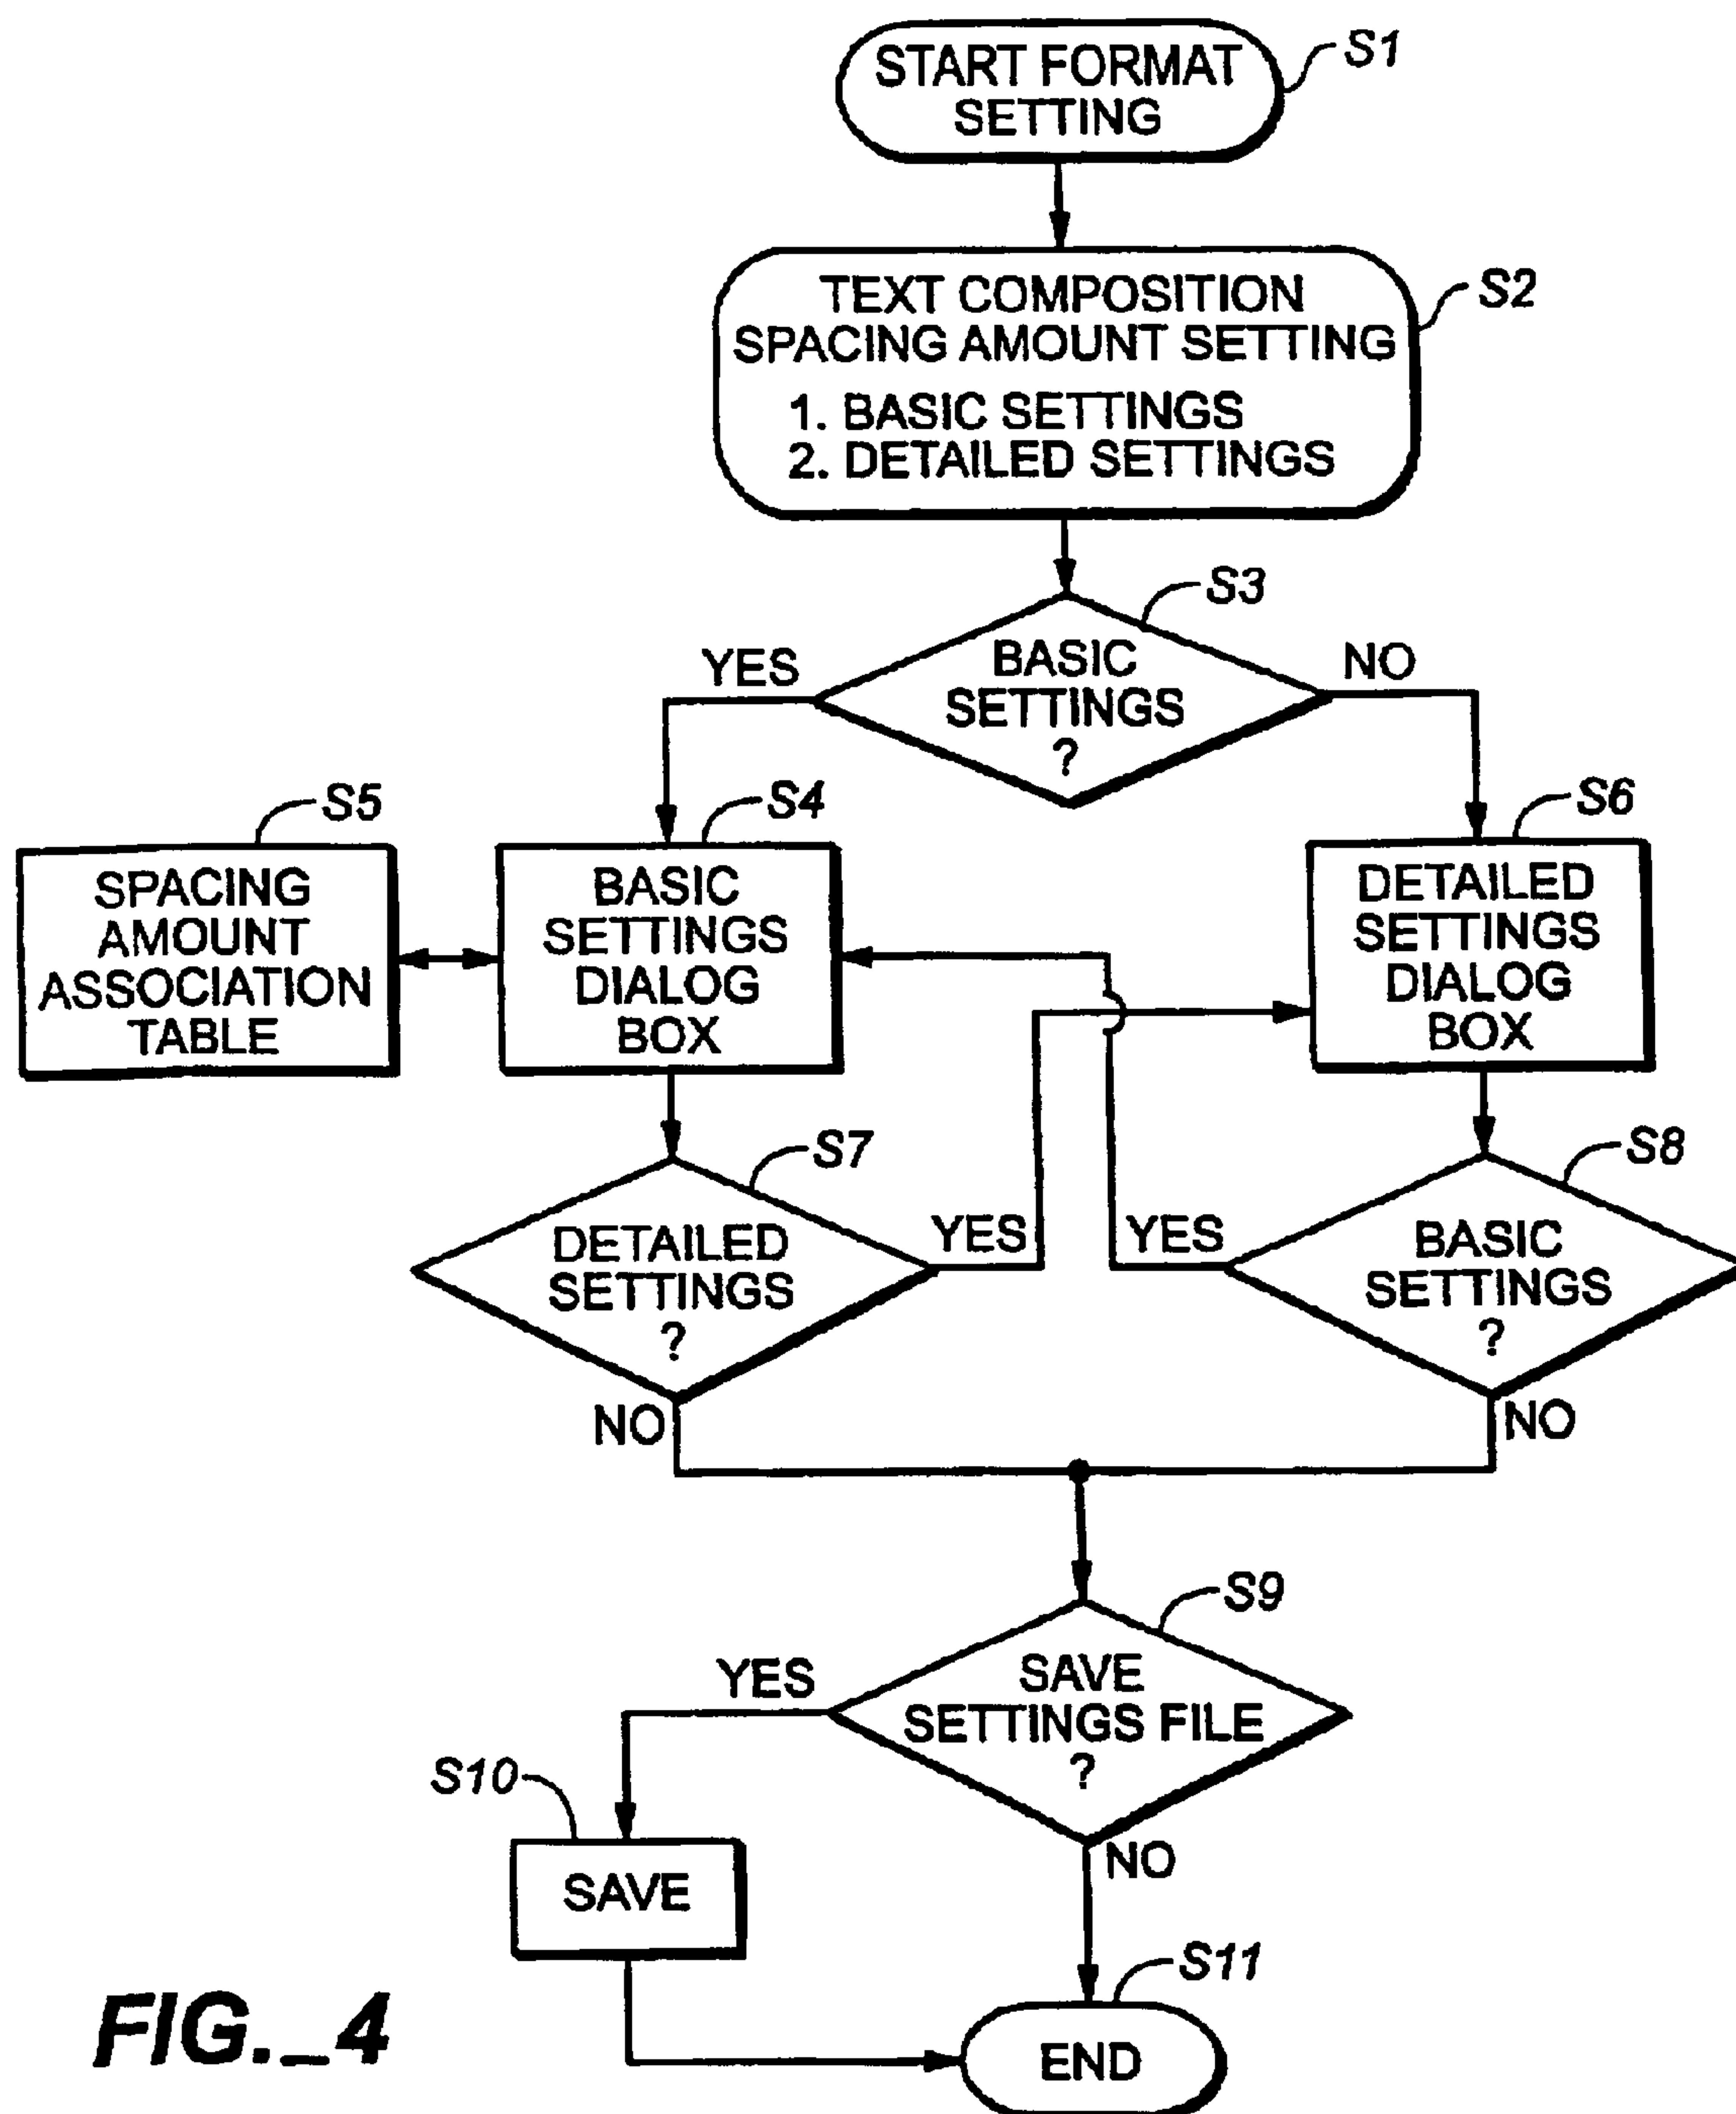 START FORMAT
SETTING
S1
TEXT COMPOSITION
SPACING AMOUNT SETTING
1. BASIC SETTINGS
2. DETAILED SETTINGS
S2
S3
YES
BASIC
SETTINGS
?
NO
S5
S4
S6
SPACING
AMOUNT
ASSOCIATION
TABLE
BASIC
SETTINGS
DIALOG
BOX
DETAILED
SETTINGS
DIALOG
BOX
S7
S8
DETAILED
SETTINGS
?
YES
YES
BASIC
SETTINGS
?
NO
NO
S9
YES
SAVE
SETTINGS FILE
?
S10
NO
SAVE
S11
END
FIG._4